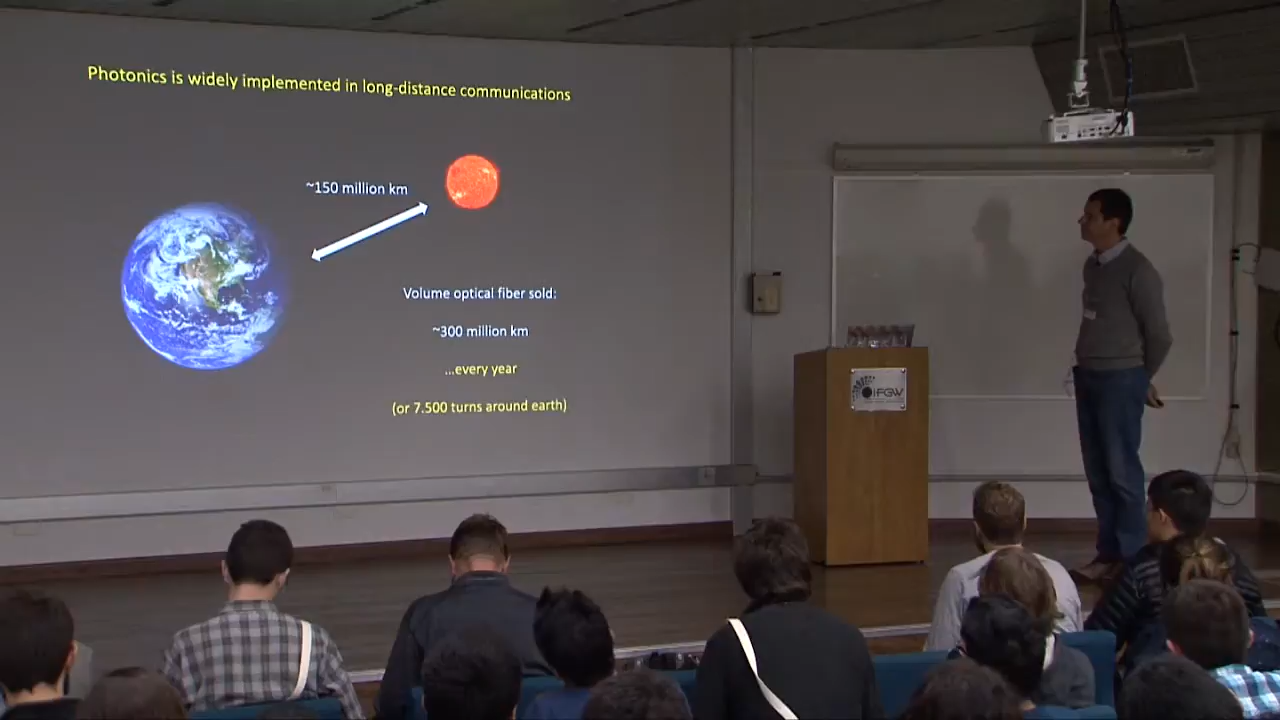 Photonics is widely implemented in long-distance communications
~150 million km
Volume optical fiber sold:
~300 million km
...every year
(or 7.500 turns around earth)
IFGW